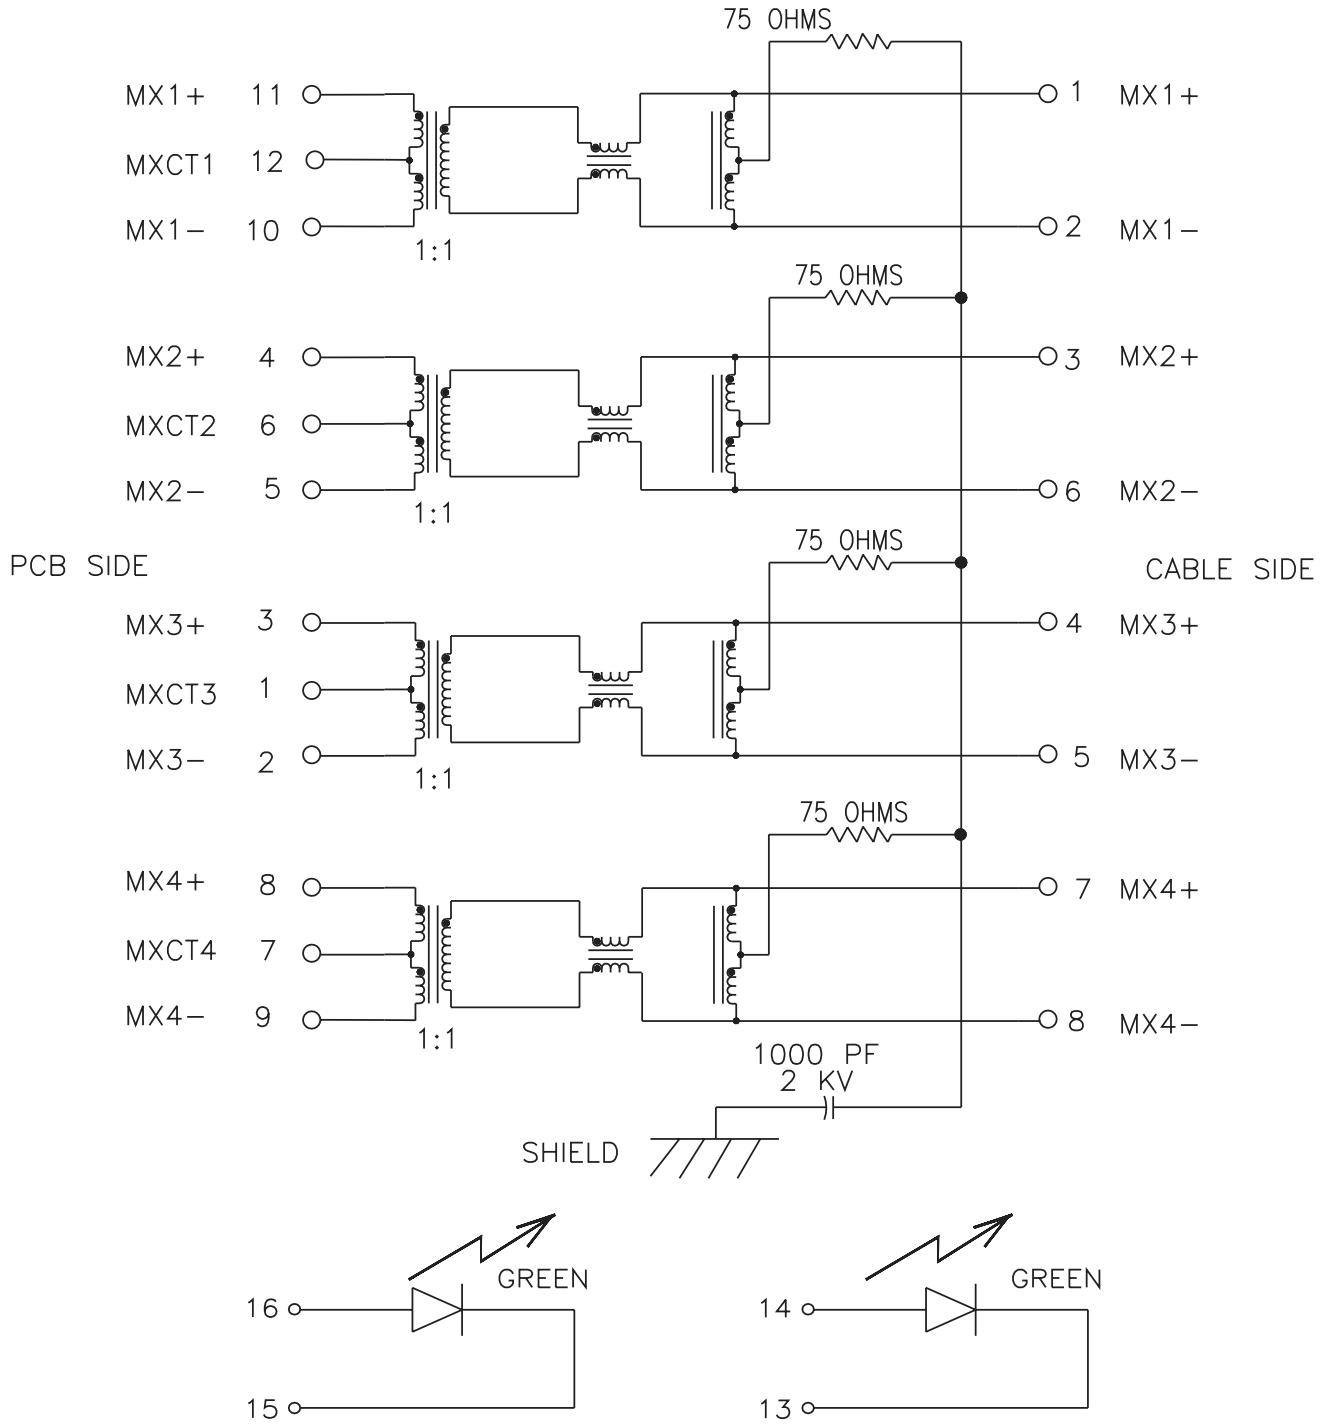 75 OHMS
MX1+ 11 1 MX1+
MXCT1 12
MX1- 10 2 MX1-
1:1
75 OHMS
MX2+ 4 3 MX2+
MXCT2 6
MX2- 5 6 MX2-
1:1
75 OHMS
PCB SIDE CABLE SIDE
MX3+ 3 4 MX3+
MXCT3 1
MX3- 2 5 MX3-
1:1
75 OHMS
MX4+ 8 7 MX4+
MXCT4 7
MX4- 9 8 MX4-
1:1
1000 PF
2 KV
SHIELD
GREEN GREEN
16 14
15 13